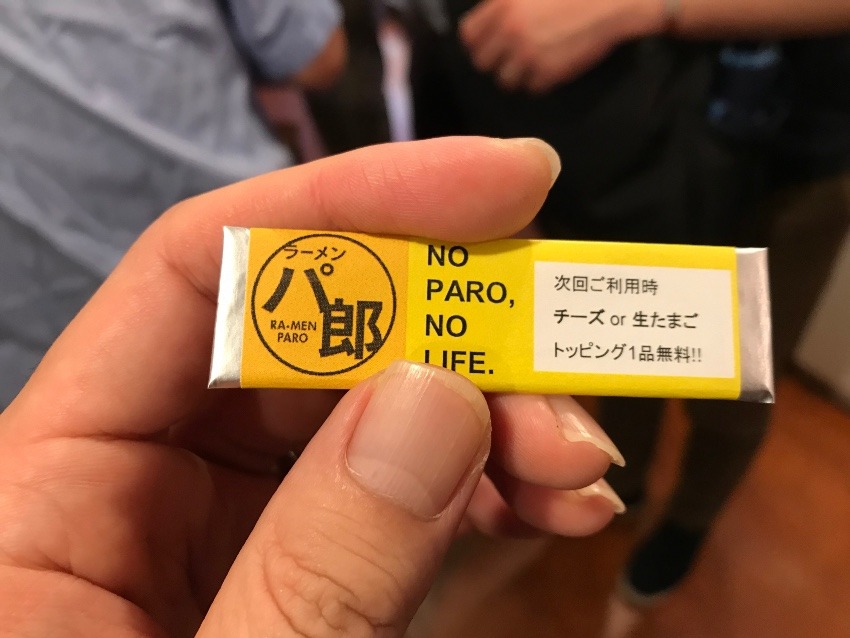 ラーメン
パ郎
RA-MEN
PARO
NO
PARO,
NO
LIFE.
次回ご利用時
チーズ or 生たまご
トッピング1品無料!!